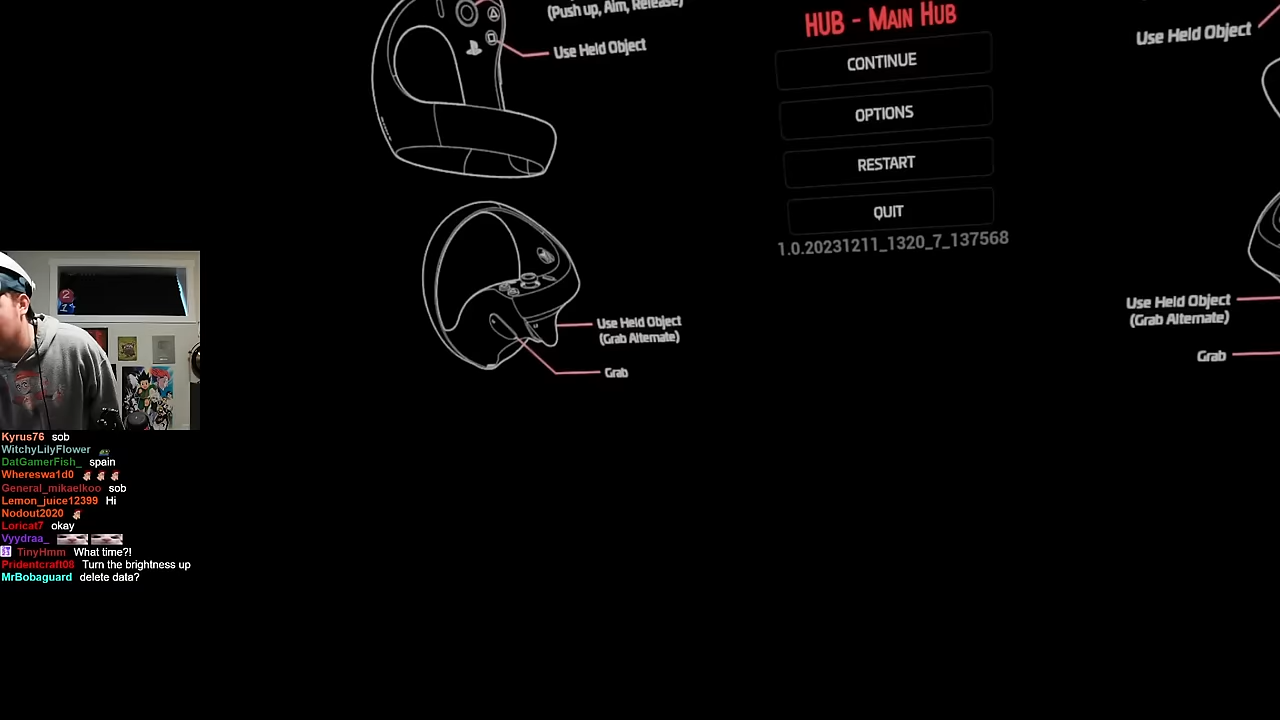 (Push up, Aim, Release)
Use Held Object
HUB - MAIN HUB
CONTINUE
OPTIONS
RESTART
QUIT
1.0.20231211_1320_7_137568
Use Held Object
Use Held Object
(Grab Alternate)
Grab
Use Held Object
(Grab Alternate)
Grab
Kyrus76 sob
WitchyLilyFlower
DatGamerFish_ spain
Whereswa1d0
General_mikaelkoo sob
Lemon_juice12399 Hi
Nodout2020
Loricat7 okay
Vyydraa_
TinyHmm What time?!
Pridentcraft08 Turn the brightness up
MrBobaguard delete data?